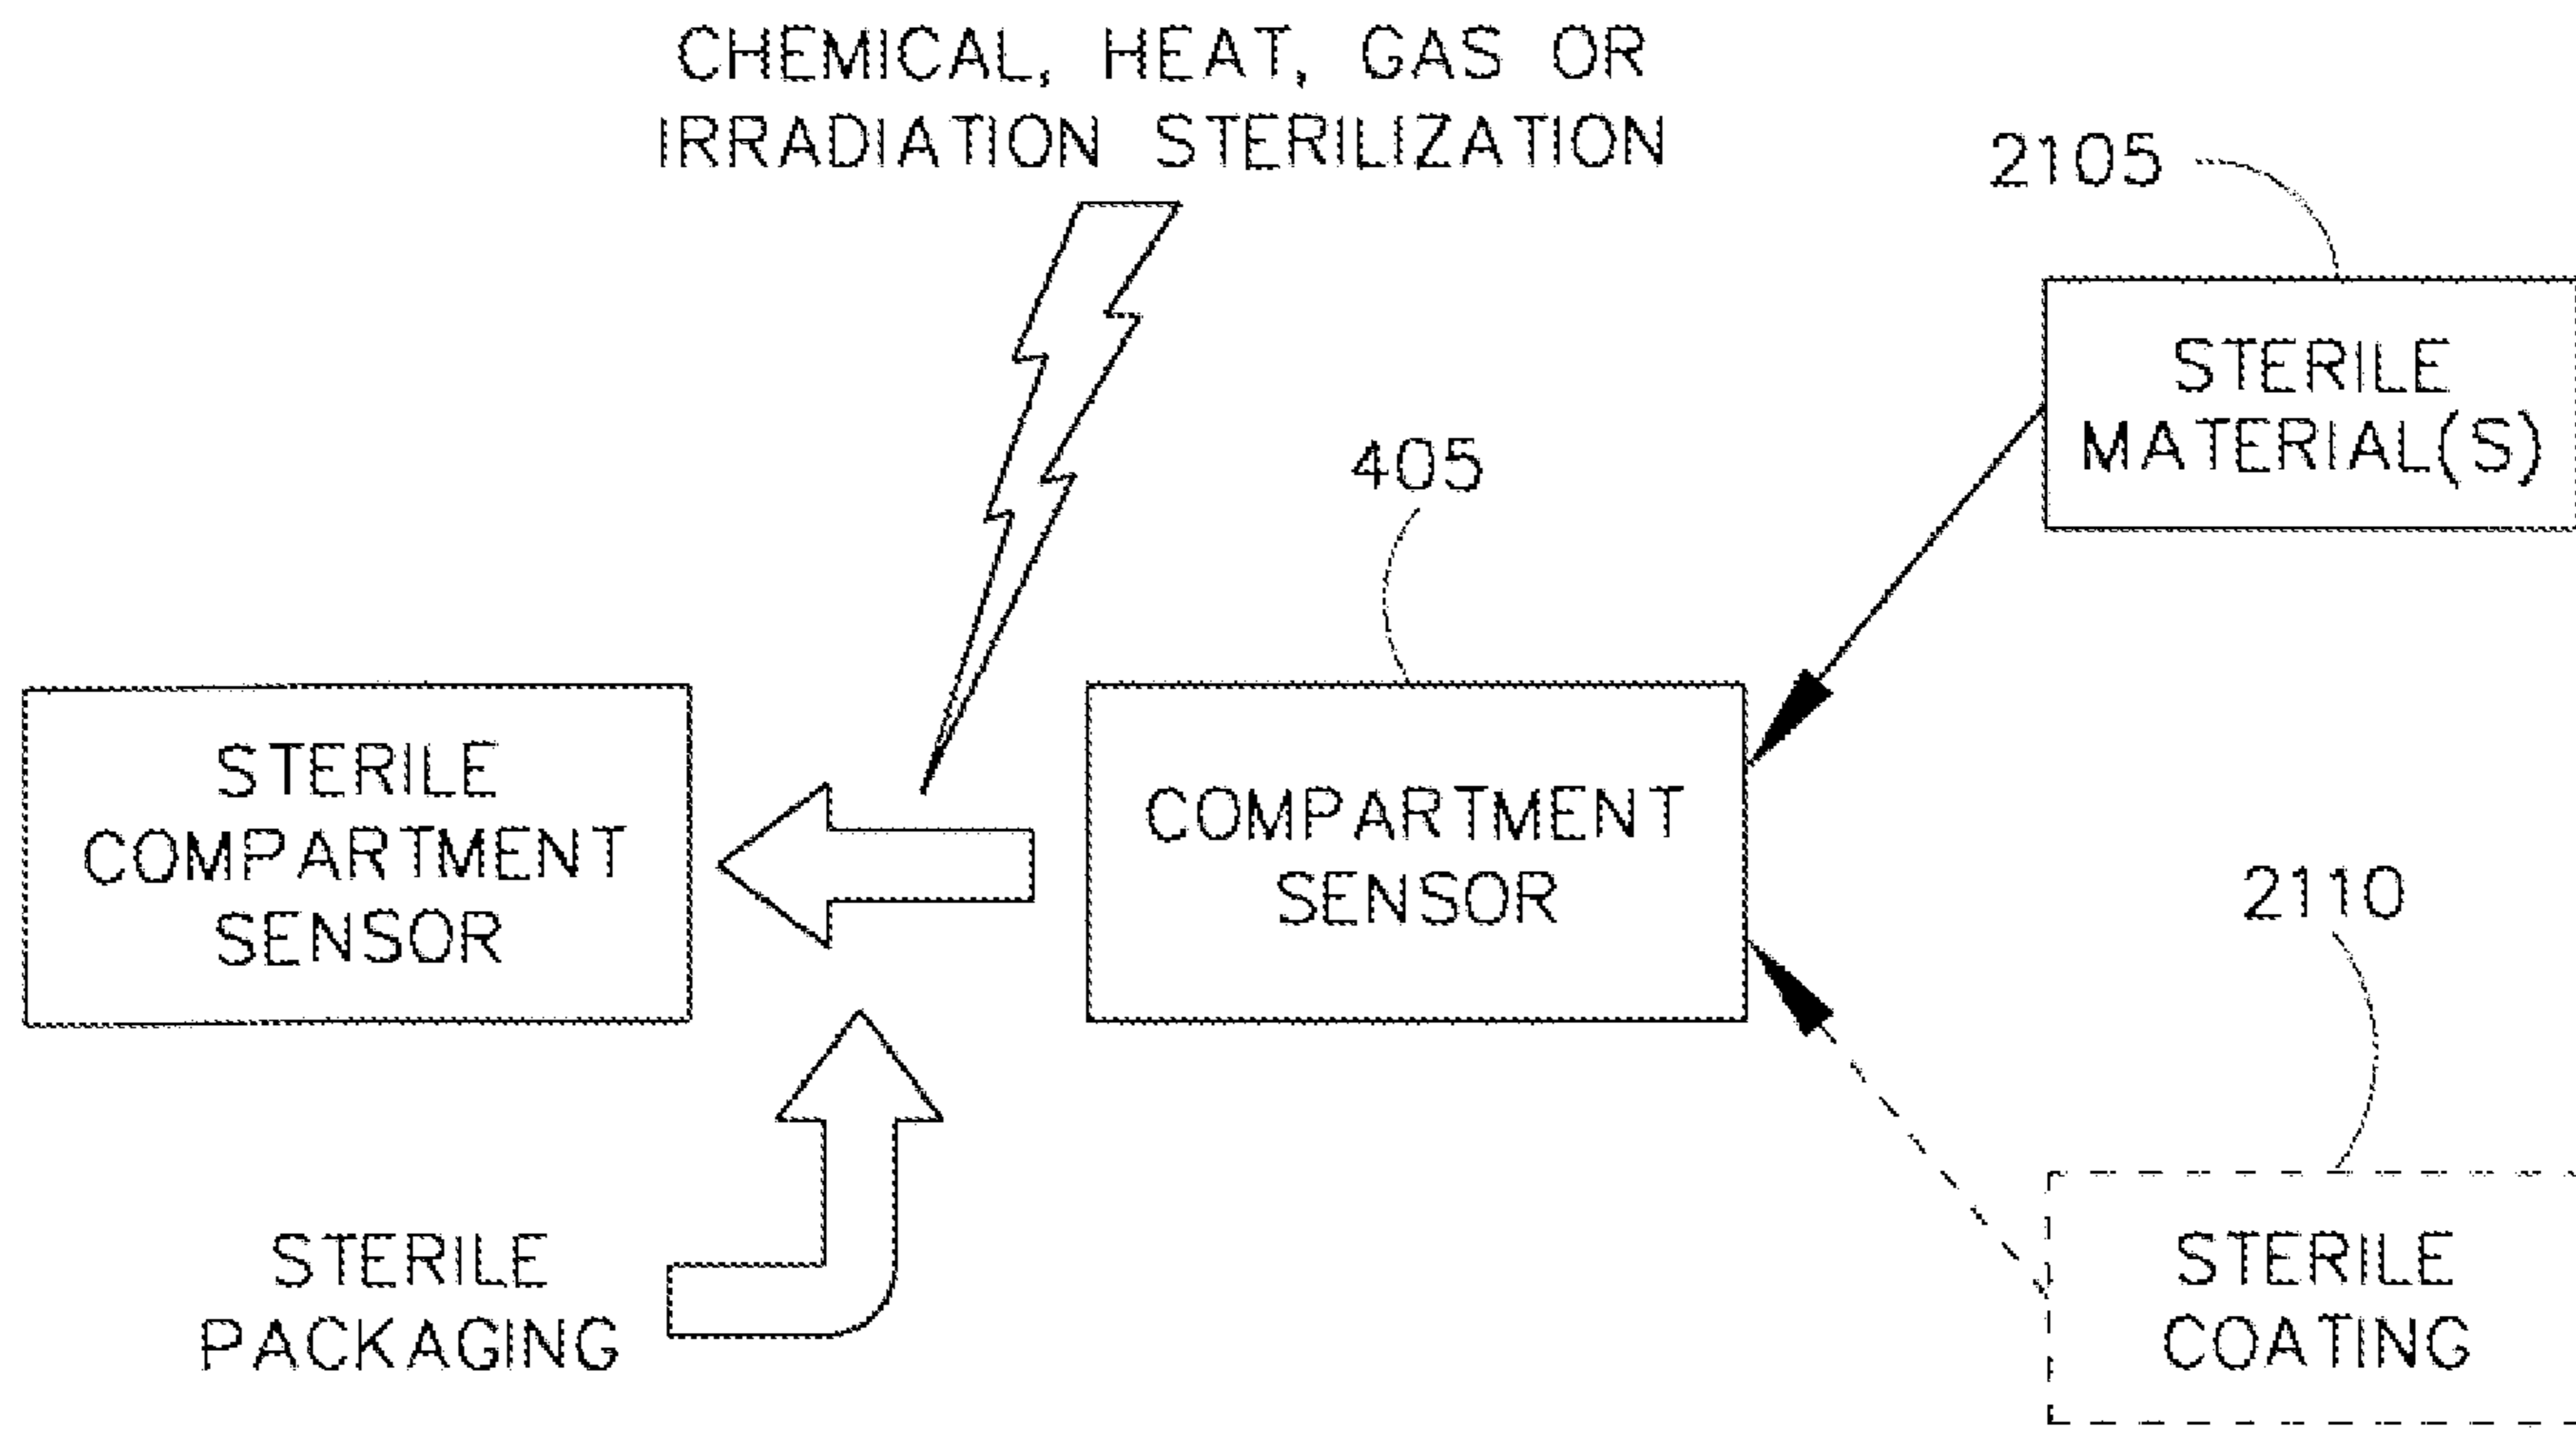 CHEMICAL, HEAT, GAS OR
IRRADIATION STERILIZATION
2105
STERILE
MATERIAL(S)
405
STERILE
COMPARTMENT
SENSOR
COMPARTMENT
SENSOR
2110
STERILE
PACKAGING
STERILE
COATING